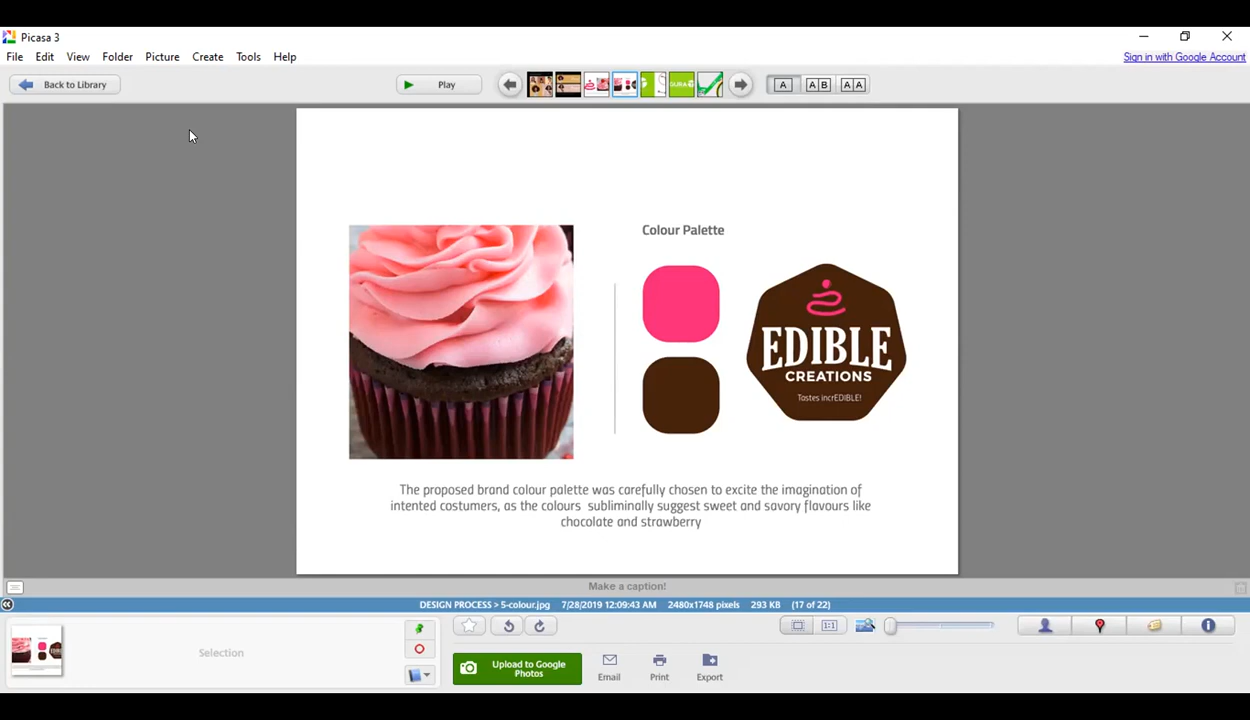 Picasa 3
File Edit View Folder Picture Create Tools Help
Sign in with Google Account
Back to Library
Play
A
A B
A A
Colour Palette
EDIBLE
CREATIONS
Tastes incrEDIBLE!
The proposed brand colour palette was carefully chosen to excite the imagination of
intented costumers, as the colours subliminally suggest sweet and savory flavours like
chocolate and strawberry
Make a caption!
DESIGN PROCESS > 5-colour.jpg 7/28/2019 12:09:43 AM 2480x1748 pixels 293 KB (17 of 22)
1:1
Selection
Upload to Google
Photos
Email
Print
Export